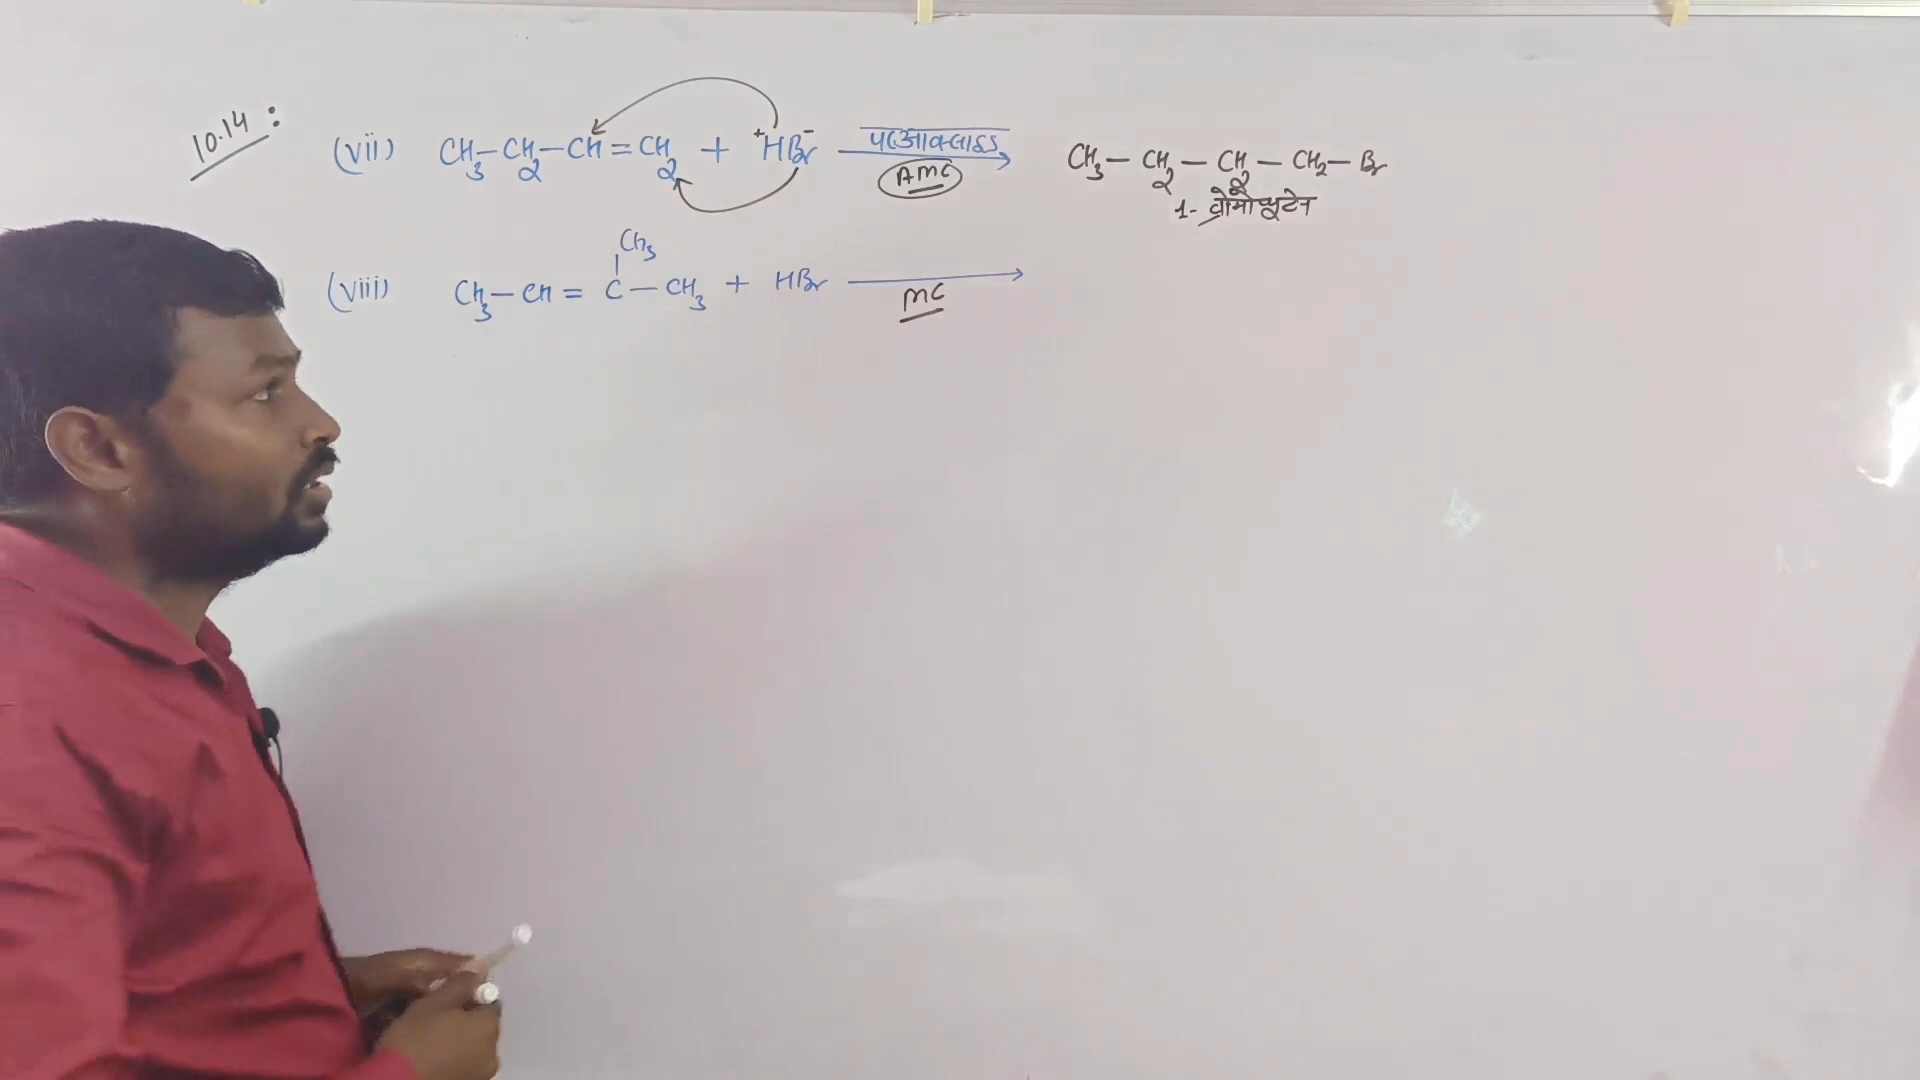 10.14 :
(vii) CH₃–CH₂–CH=CH₂ + ⁺HBr⁻ परऑक्साइड AMC → CH₃–CH₂–CH₂–CH₂–Br
1- ब्रोमोब्यूटेन
CH₃
(viii) CH₃–CH=C–CH₃ + HBr MC →